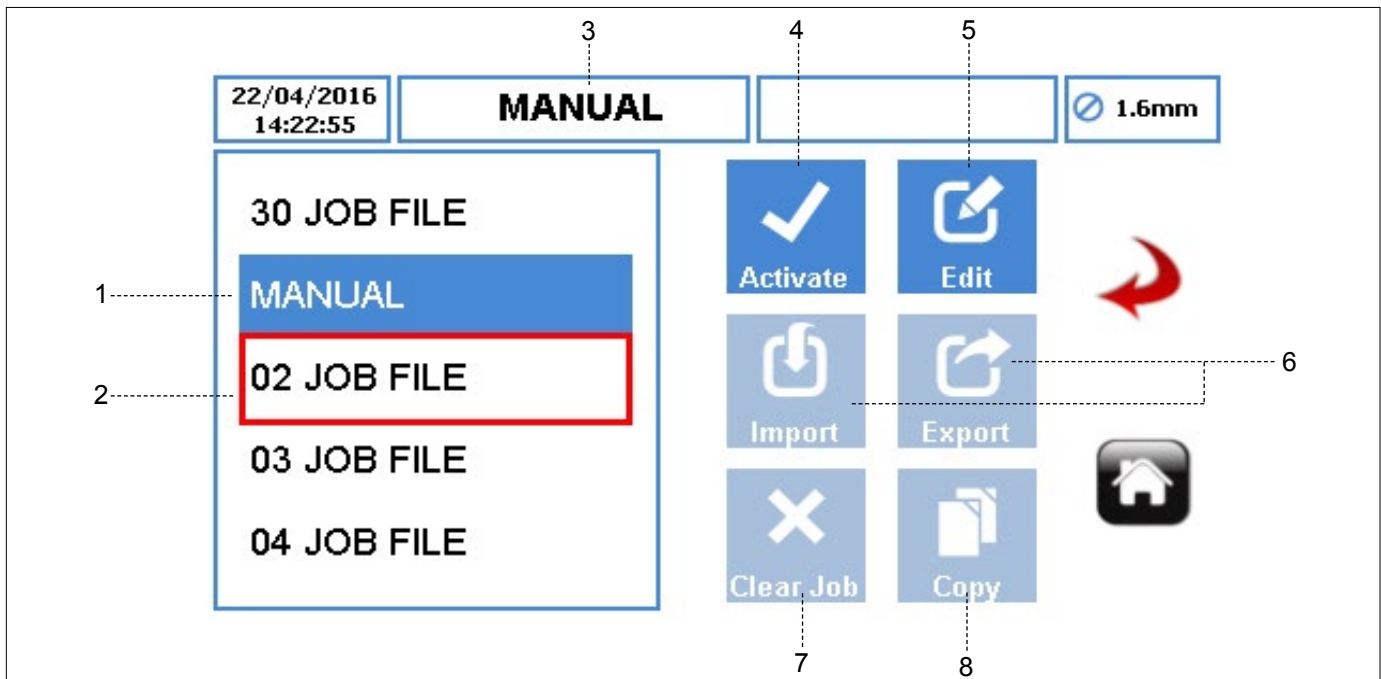 3
4
5
22/04/2016
14:22:55
MANUAL
1.6mm
30 JOB FILE
MANUAL
02 JOB FILE
03 JOB FILE
04 JOB FILE
1
2
Activate
Edit
Import
Export
6
Clear Job
Copy
7
8